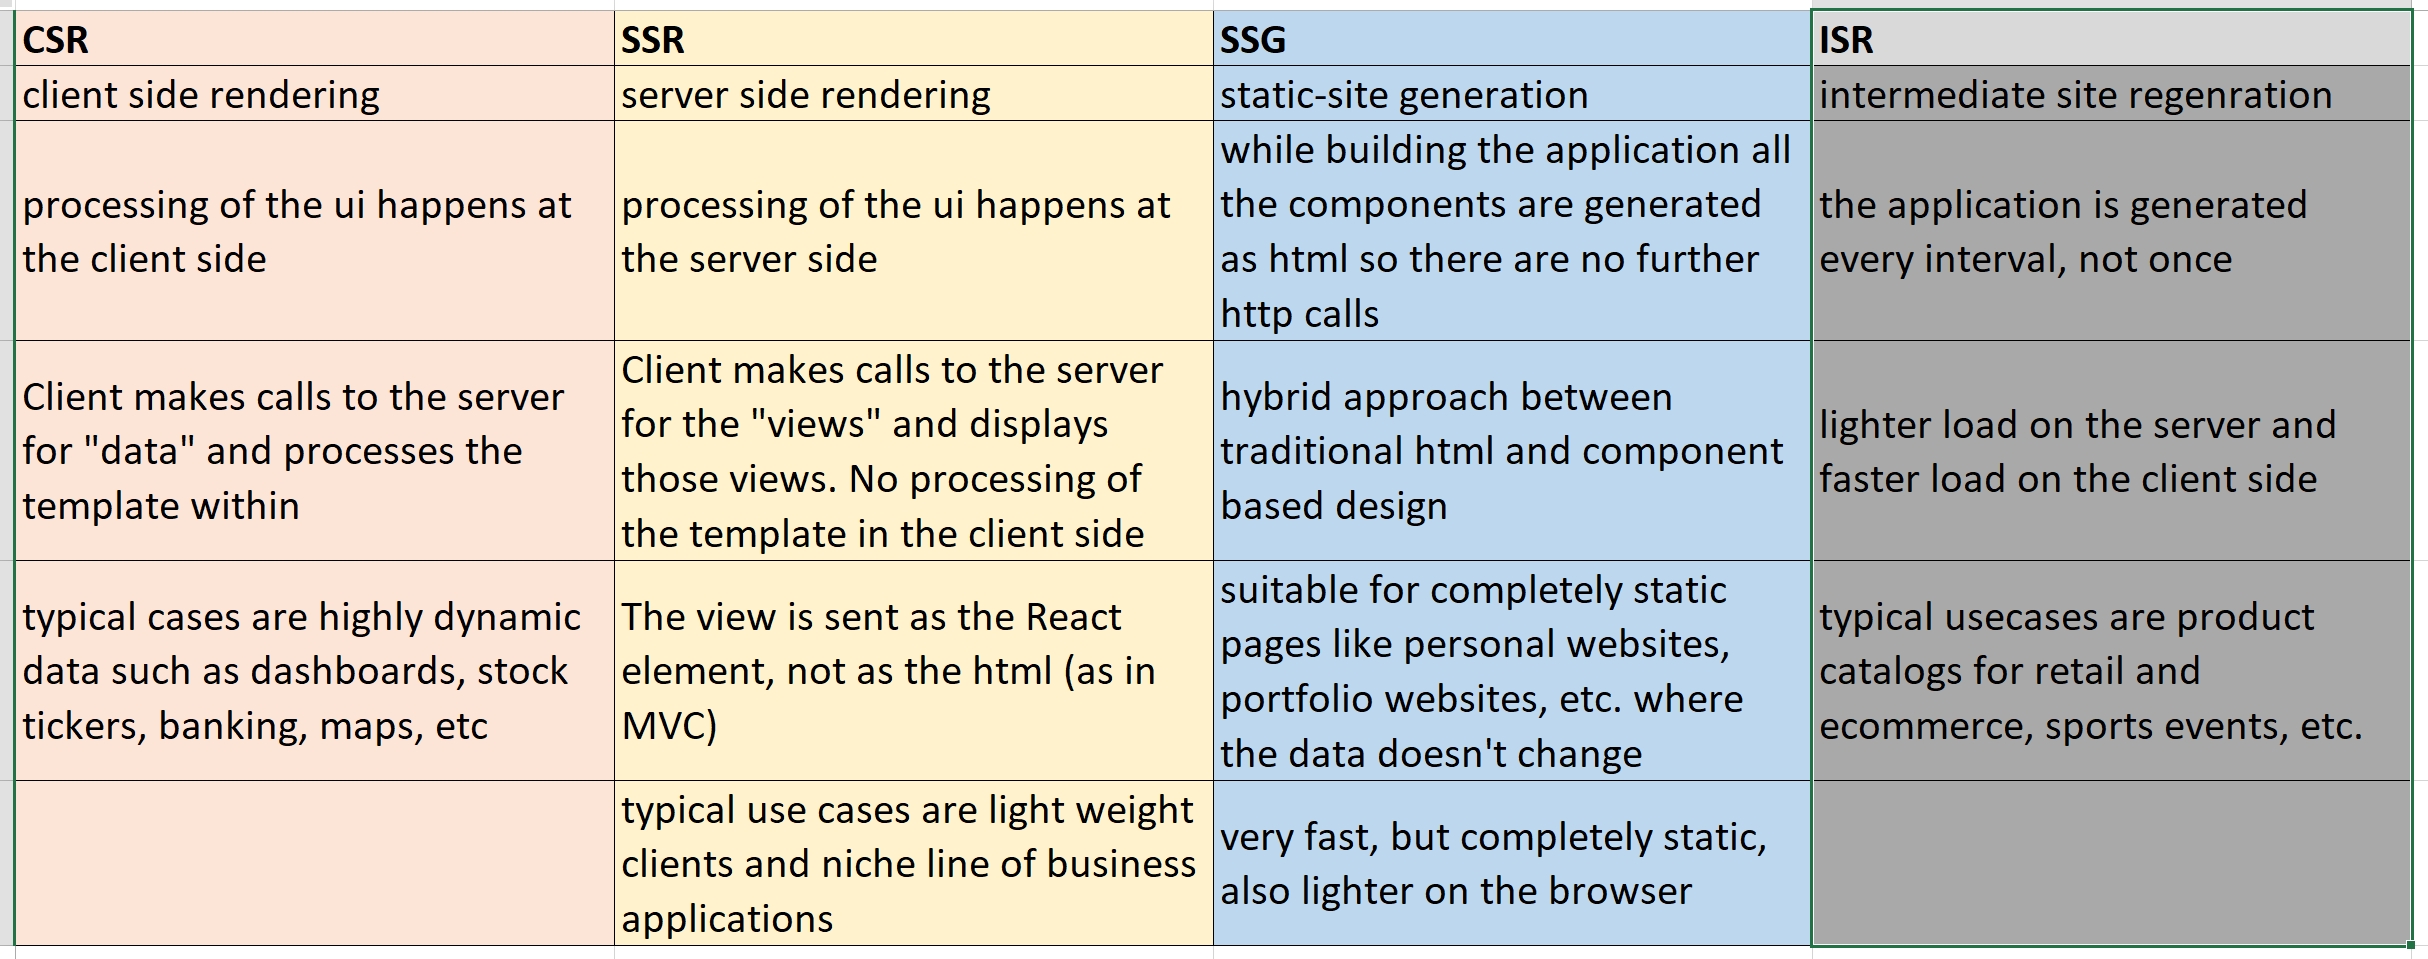 CSR
SSR
SSG
ISR
client side rendering
server side rendering
static-site generation
intermediate site regenration
processing of the ui happens at
the client side
processing of the ui happens at
the server side
while building the application all
the components are generated
as html so there are no further
http calls
the application is generated
every interval, not once
Client makes calls to the server
for "data" and processes the
template within
Client makes calls to the server
for the "views" and displays
those views. No processing of
the template in the client side
hybrid approach between
traditional html and component
based design
lighter load on the server and
faster load on the client side
typical cases are highly dynamic
data such as dashboards, stock
tickers, banking, maps, etc
The view is sent as the React
element, not as the html (as in
MVC)
suitable for completely static
pages like personal websites,
portfolio websites, etc. where
the data doesn't change
typical usecases are product
catalogs for retail and
ecommerce, sports events, etc.
typical use cases are light weight
clients and niche line of business
applications
very fast, but completely static,
also lighter on the browser